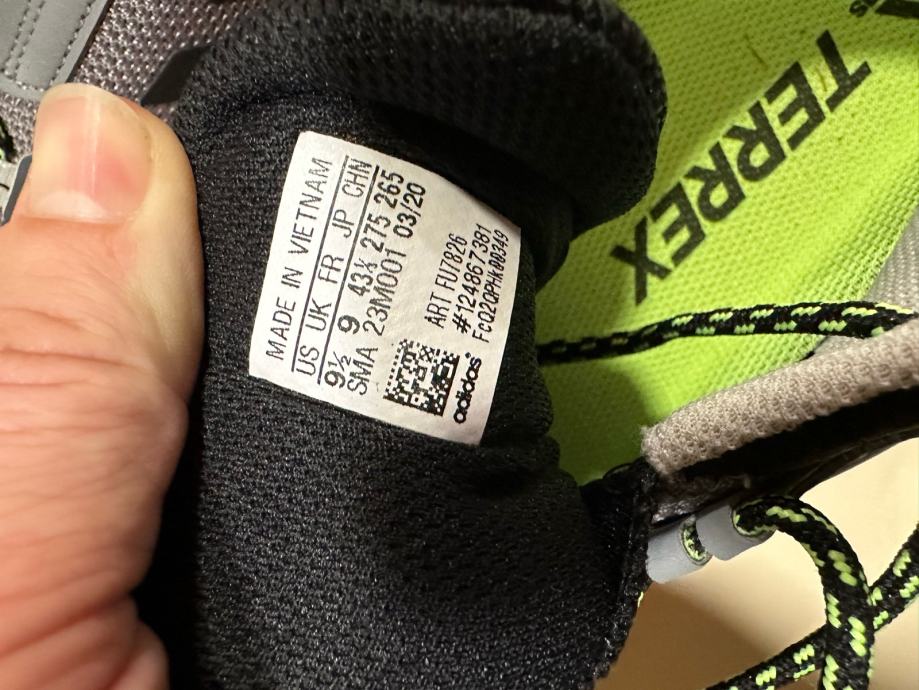 MADE IN VIETNAM
US UK FR JP CHN
9½ 9 43⅓ 275 265
SMA 23M001 03/20
ART FU7826
#124867381
adidas
TERREX